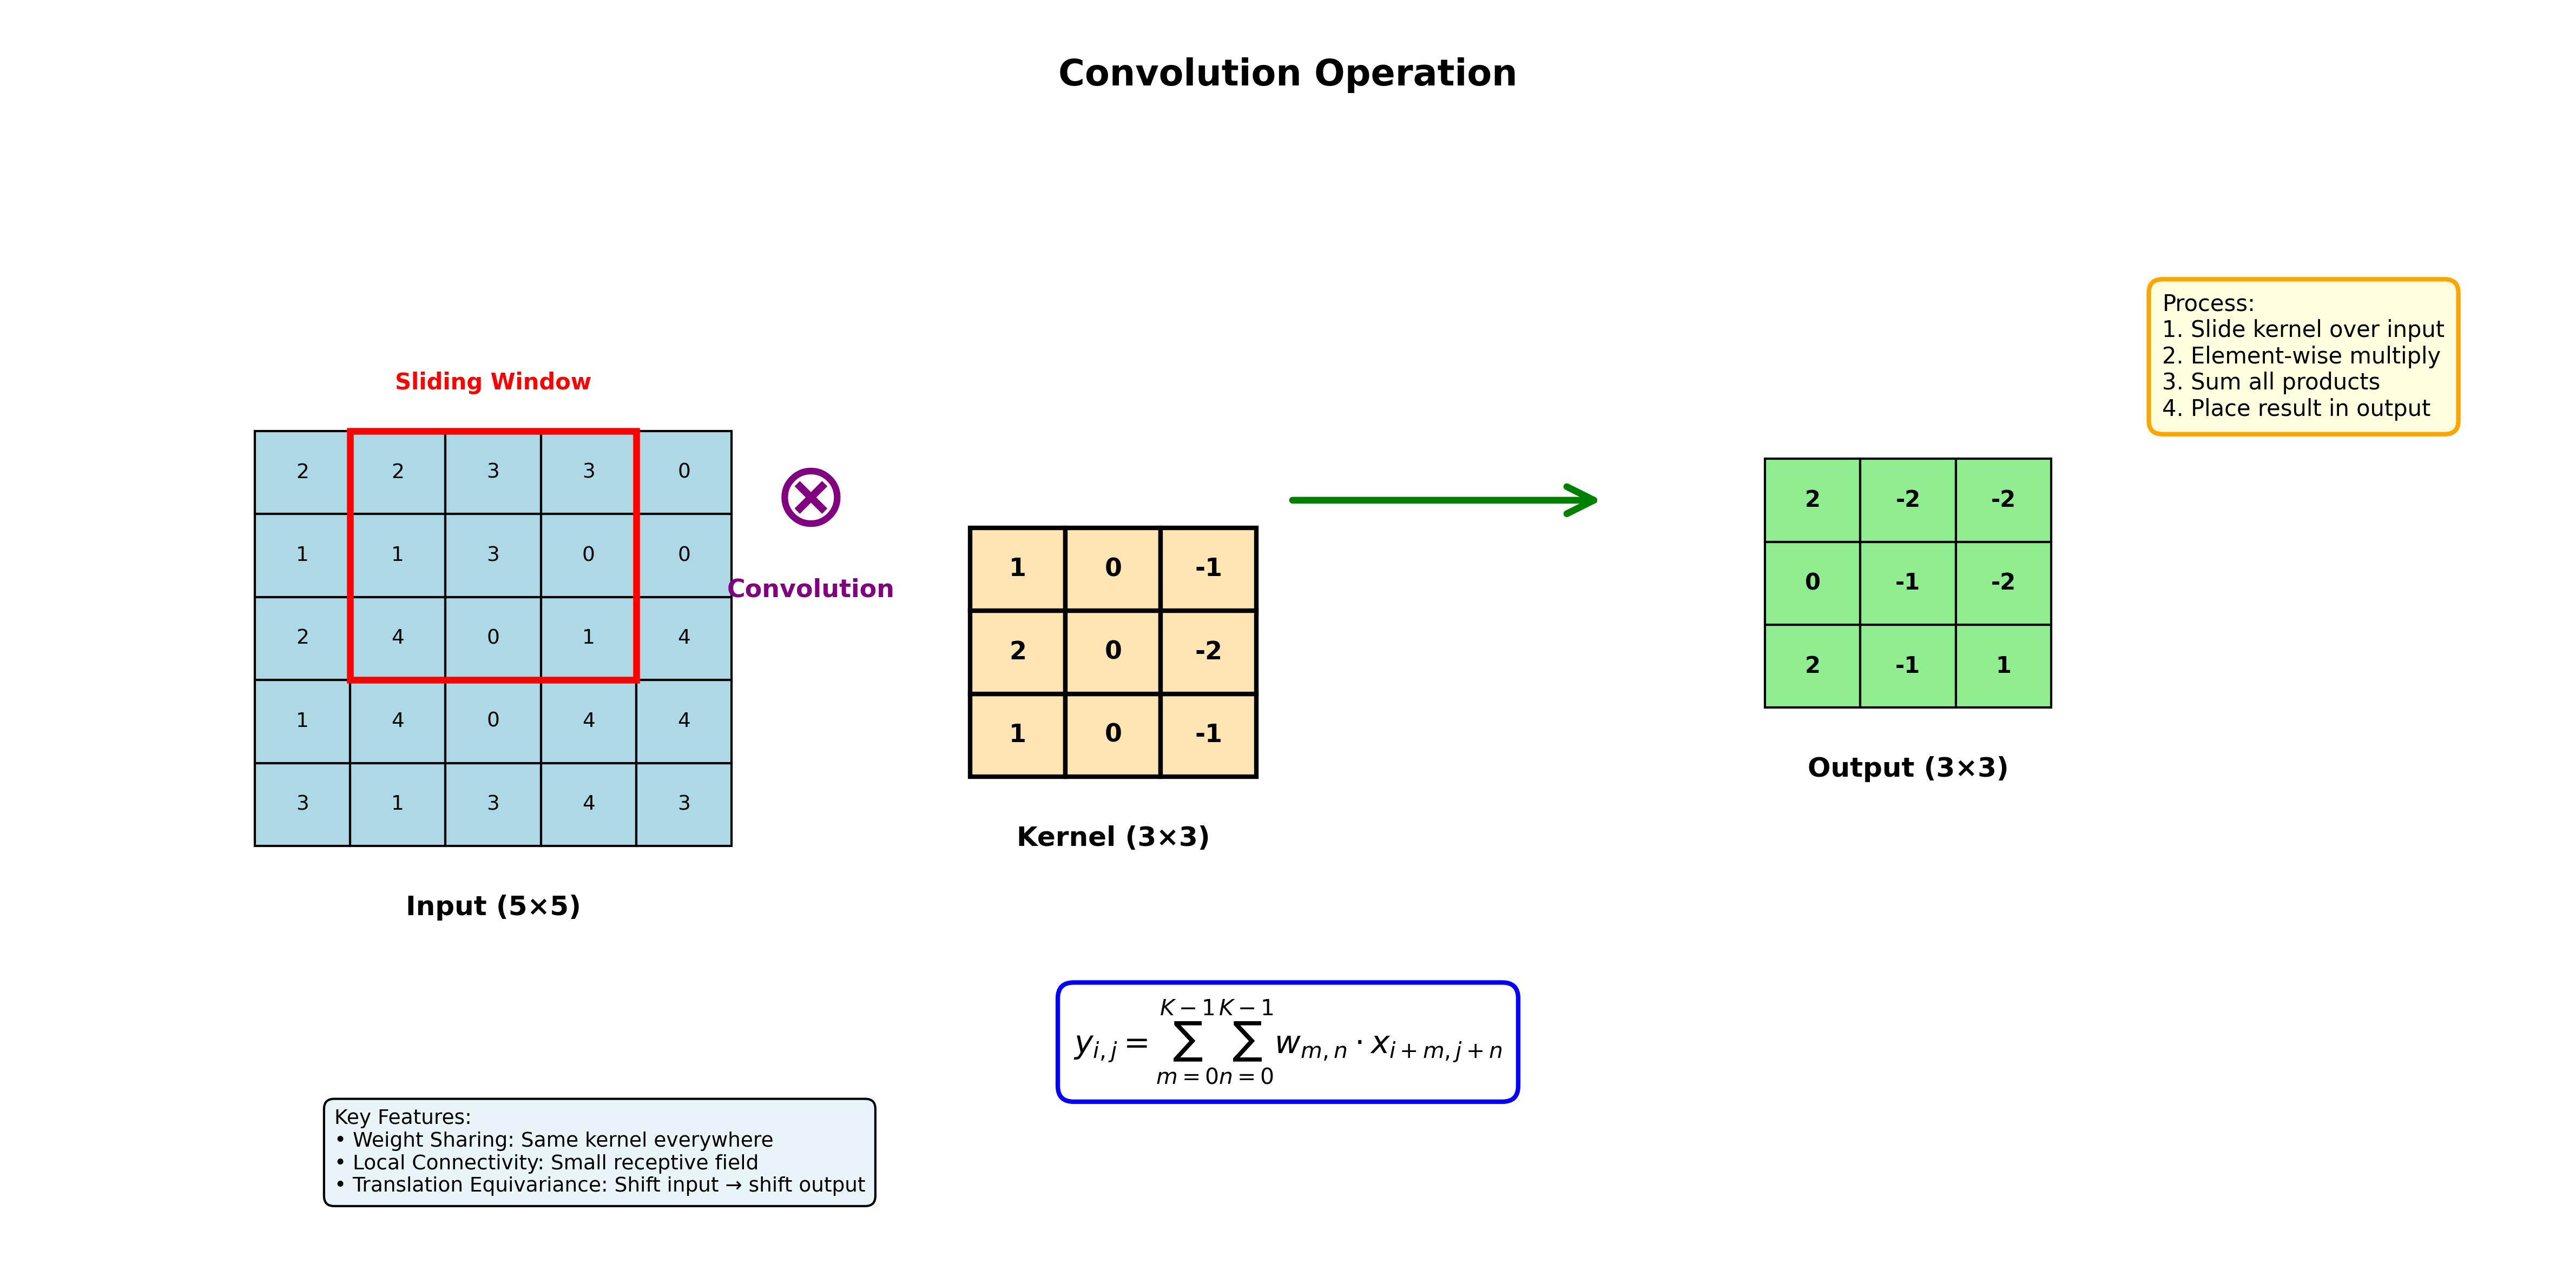 Convolution Operation
Process:
1. Slide kernel over input
2. Element-wise multiply
3. Sum all products
4. Place result in output
Sliding Window
2 2 3 3 0
1 1 3 0 0
2 4 0 1 4
1 4 0 4 4
3 1 3 4 3
Input (5×5)
⊗
Convolution
1 0 -1
2 0 -2
1 0 -1
Kernel (3×3)
2 -2 -2
0 -1 -2
2 -1 1
Output (3×3)
y_{i,j} = \sum_{m=0}^{K-1} \sum_{n=0}^{K-1} w_{m,n} · x_{i+m,j+n}
Key Features:
• Weight Sharing: Same kernel everywhere
• Local Connectivity: Small receptive field
• Translation Equivariance: Shift input → shift output